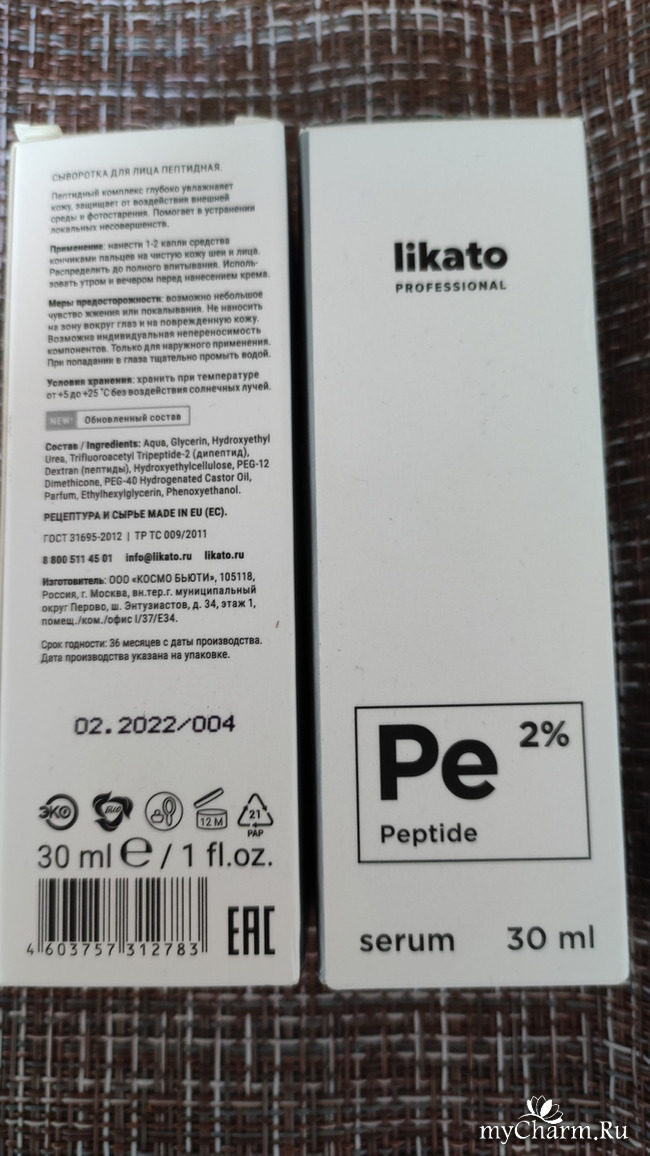 СЫВОРОТКА ДЛЯ ЛИЦА ПЕПТИДНАЯ.
Пептидный комплекс глубоко увлажняет
кожу, защищает от воздействия внешней
среды и фотостарения. Помогает в устранении
локальных несовершенств.
Применение: нанести 1-2 капли средства
кончиками пальцев на чистую кожу шеи и лица.
Распределить до полного впитывания. Исполь-
зовать утром и вечером перед нанесением крема.
Меры предосторожности: возможно небольшое
чувство жжения или покалывания. Не наносить
на зону вокруг глаз и на поврежденную кожу.
Возможна индивидуальная непереносимость
компонентов. Только для наружного применения.
При попадании в глаза тщательно промыть водой.
Условия хранения: хранить при температуре
от +5 до +25 °C без воздействия солнечных лучей.
NEW! Обновленный состав
Состав / Ingredients: Aqua, Glycerin, Hydroxyethyl
Urea, Trifluoroacetyl Tripeptide-2 (дипептид),
Dextran (пептиды), Hydroxyethylcellulose, PEG-12
Dimethicone, PEG-40 Hydrogenated Castor Oil,
Parfum, Ethylhexylglycerin, Phenoxyethanol.
РЕЦЕПТУРА И СЫРЬЕ MADE IN EU (EC).
ГОСТ 31695-2012 | ТР ТС 009/2011
8 800 511 45 01 info@likato.ru likato.ru
Изготовитель: ООО «КОСМО БЬЮТИ», 105118,
Россия, г. Москва, вн.тер.г. муниципальный
округ Перово, ш. Энтузиастов, д. 34, этаж 1,
помещ./ком./офис I/37/E34.
Срок годности: 36 месяцев с даты производства.
Дата производства указана на упаковке.
02.2022/004
ЭКО БИО 12 M 21
PAP
30 ml e / 1 fl.oz.
4 603757 312783
EAC
likato
PROFESSIONAL
Pe 2%
Peptide
serum 30 ml
myCharm.Ru